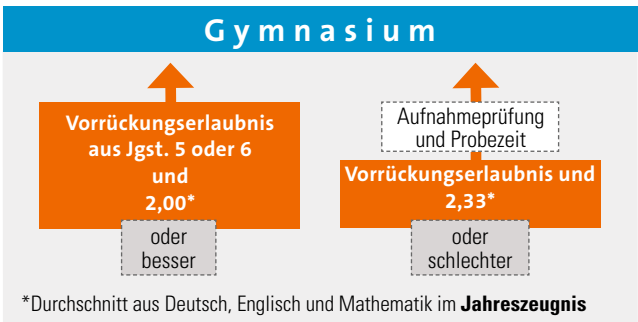 Gymnasium
Vorrückungserlaubnis
aus Jgst. 5 oder 6
und
2,00*
oder
besser
Aufnahmeprüfung
und Probezeit
Vorrückungserlaubnis und
2,33*
oder
schlechter
*Durchschnitt aus Deutsch, Englisch und Mathematik im Jahreszeugnis